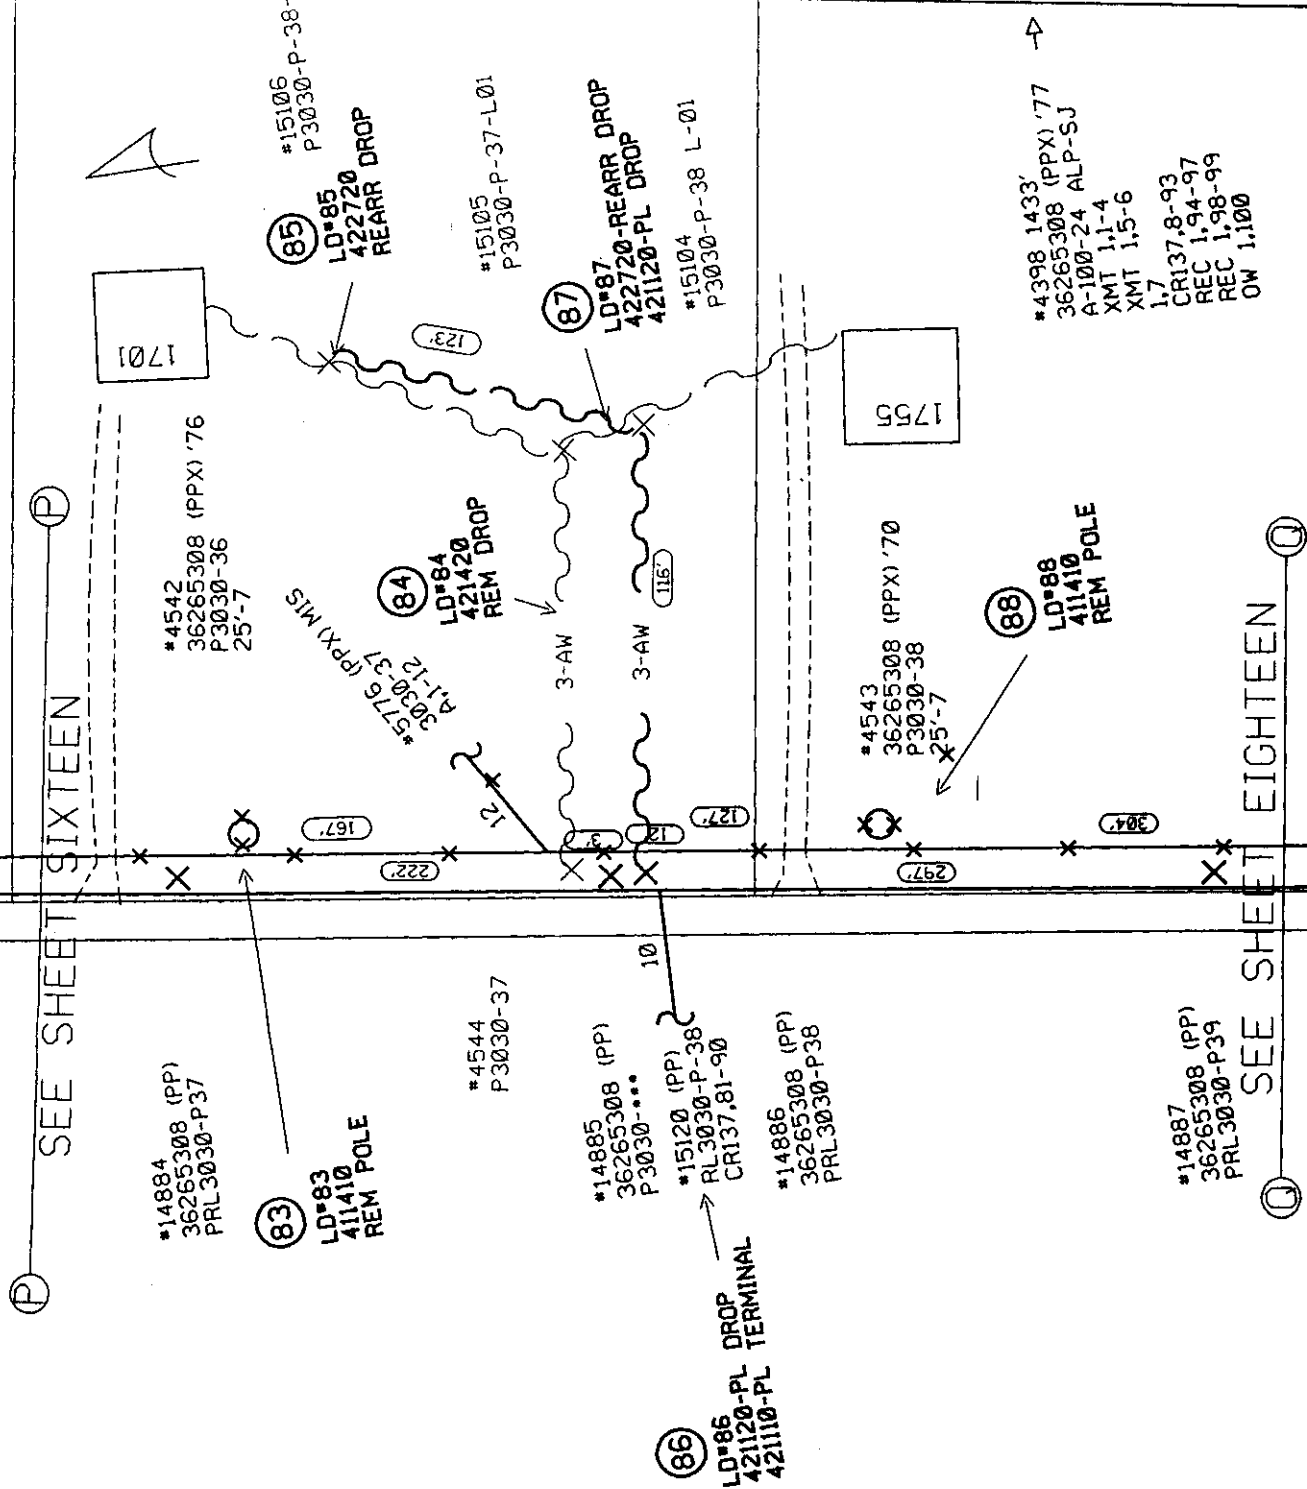 P
SEE SHEET SIXTEEN
P
#14884
36265308 (PP)
PRL3030-P37
83
LD#83
411410
REM POLE
#4544
P3030-37
#14885
36265308 (PP)
P3030-***
#15120 (PP)
RL3030-P-38
CR137,81-90
#14886
36265308 (PP)
PRL3030-P38
86
LD#86
421120-PL DROP
421110-PL TERMINAL
#14887
36265308 (PP)
PRL3030-P39
167'
222'
3'
12'
127'
297'
304'
10
12
#4542
36265308 (PPX) '76
P3030-36
25'-7
#5776 (PPX) MIS
3030-37
A,1-12
84
LD#84
421420
REM DROP
3-AW
3-AW
116'
123'
#4543
36265308 (PPX) '70
P3030-38
25'-7
88
LD#88
411410
REM POLE
1701
1755
85
LD#85
422720
REARR DROP
#15106
P3030-P-38-
#15105
P3030-P-37-L01
87
LD#87
422720-REARR DROP
421120-PL DROP
#15104
P3030-P-38 L-01
#4398 1433'
36265308 (PPX) '77
A-100-24 ALP-SJ
XMT 1,1-4
XMT 1,5-6
1,7
CR137,8-93
REC 1,94-97
REC 1,98-99
OW 1,100
Q
SEE SHEET EIGHTEEN
Q